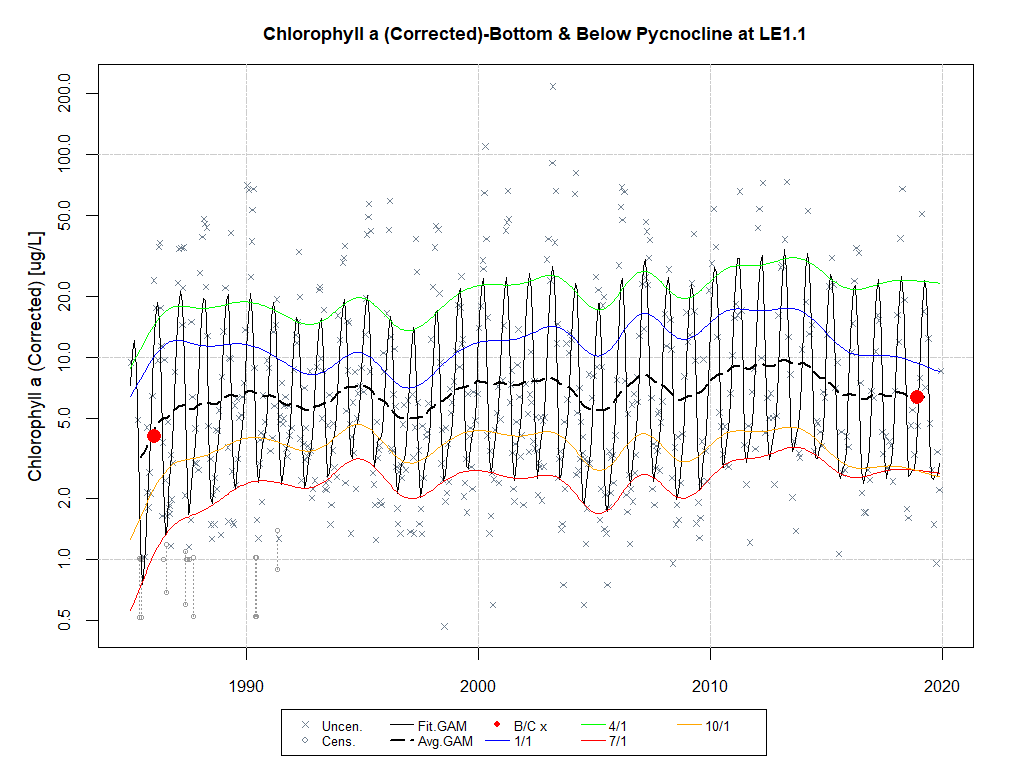 Chlorophyll a (Corrected)-Bottom & Below Pycnocline at LE1.1
Chlorophyll a (Corrected) [ug/L]
200.0
100.0
50.0
20.0
10.0
5.0
2.0
1.0
0.5
1990 2000 2010 2020
Uncen. Fit.GAM B/C x 4/1 10/1
Cens. Avg.GAM 1/1 7/1